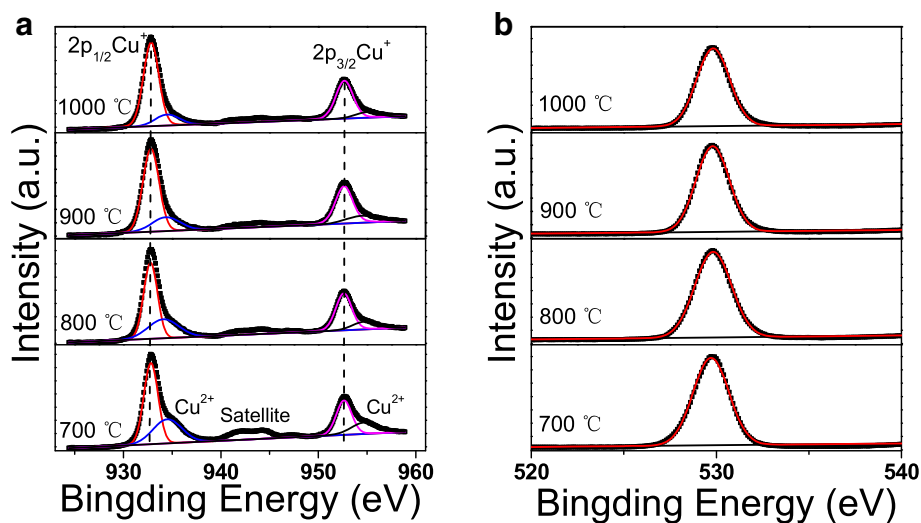 a
2p1/2Cu+
2p3/2Cu+
1000 ℃
900 ℃
800 ℃
700 ℃
Cu2+
Satellite
Cu2+
Intensity (a.u.)
930 940 950 960
Bingding Energy (eV)
b
1000 ℃
900 ℃
800 ℃
700 ℃
Intensity (a.u.)
520 530 540
Bingding Energy (eV)